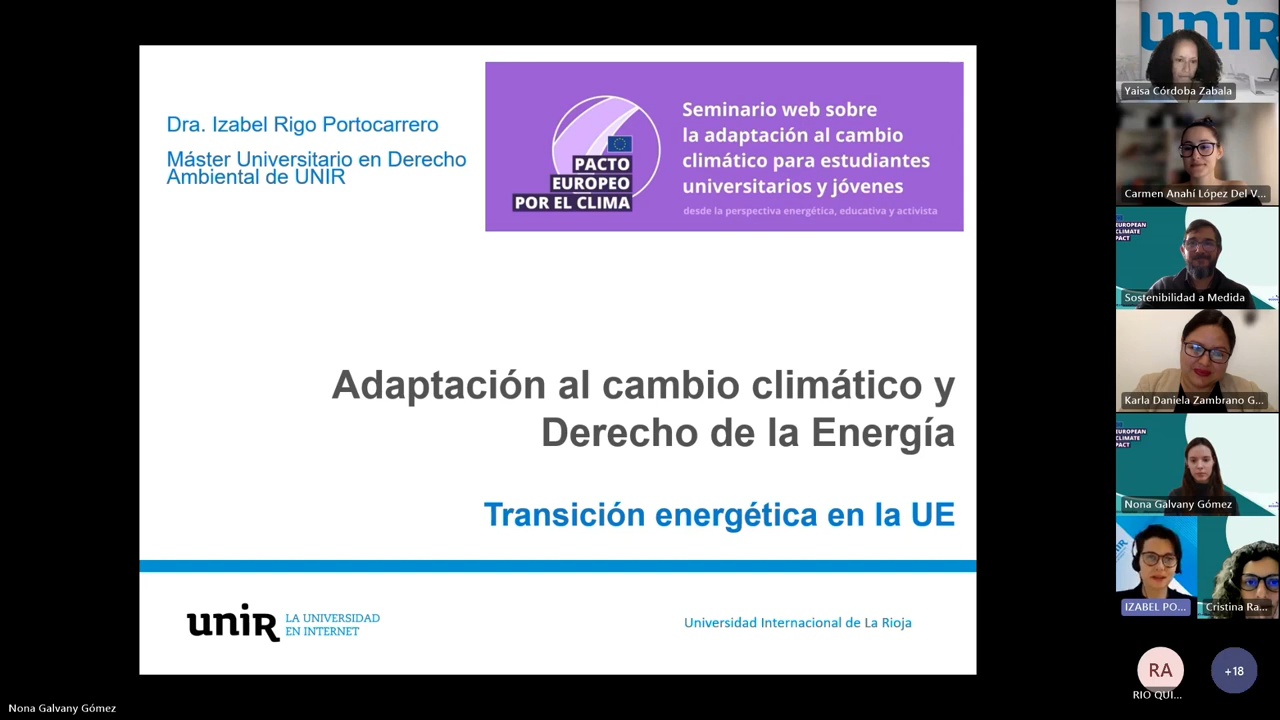 Dra. Izabel Rigo Portocarrero
Máster Universitario en Derecho
Ambiental de UNIR
PACTO
EUROPEO
POR EL CLIMA
Seminario web sobre
la adaptación al cambio
climático para estudiantes
universitarios y jóvenes
desde la perspectiva energética, educativa y activista
Adaptación al cambio climático y
Derecho de la Energía
Transición energética en la UE
unir
LA UNIVERSIDAD
EN INTERNET
Universidad Internacional de La Rioja
Nona Galvany Gómez
unir
Yaisa Córdoba Zabala
Carmen Anahí López Del V...
EUROPEAN
CLIMATE
PACT
Sostenibilidad a Medida
Karla Daniela Zambrano G...
EUROPEAN
CLIMATE
PACT
Nona Galvany Gómez
IZABEL PO...
Cristina Ra...
RA
RIO QUI...
+18